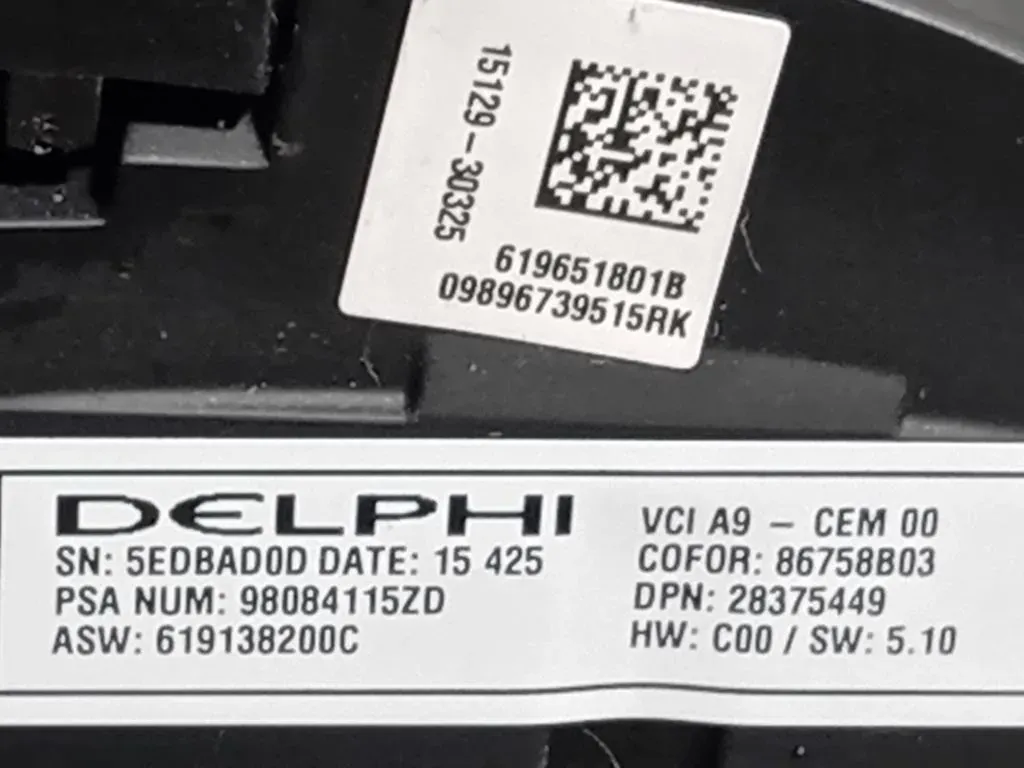 15129-30325
619651801B
09896739515RK
DELPHI
SN: 5EDBAD0D DATE: 15 425
PSA NUM: 98084115ZD
ASW: 619138200C
VCI A9 - CEM 00
COFOR: 86758B03
DPN: 28375449
HW: C00 / SW: 5.10